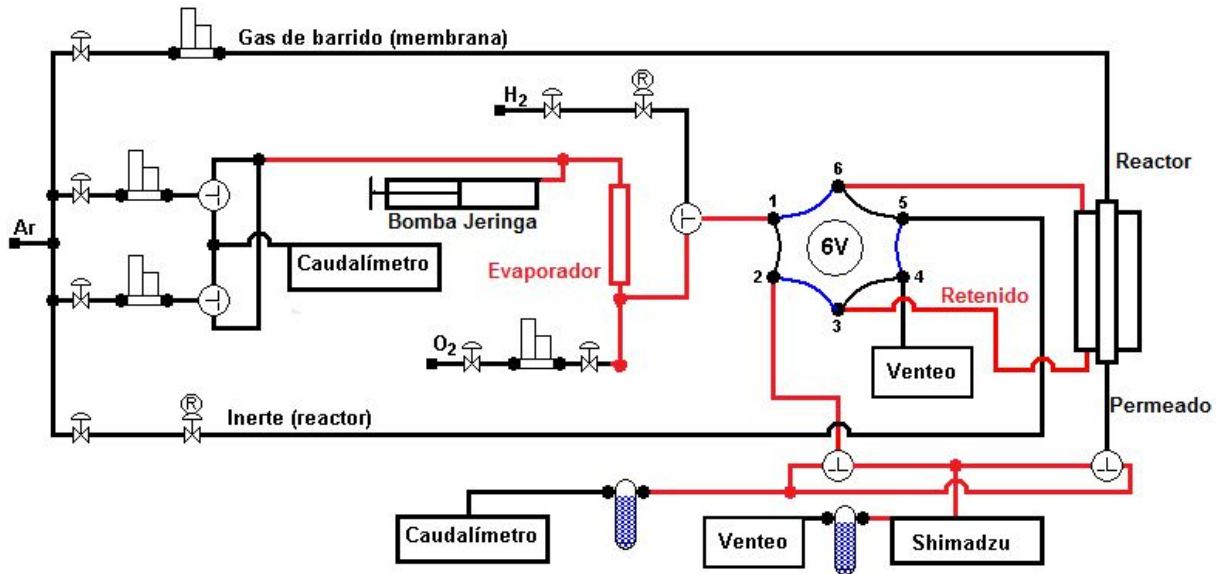 Gas de barrido (membrana)
H2
R
Reactor
6
1
5
Ar
Bomba Jeringa
6V
Caudalímetro
Evaporador
2
4
Retenido
3
O2
Venteo
R
Inerte (reactor)
Permeado
Caudalímetro
Venteo
Shimadzu